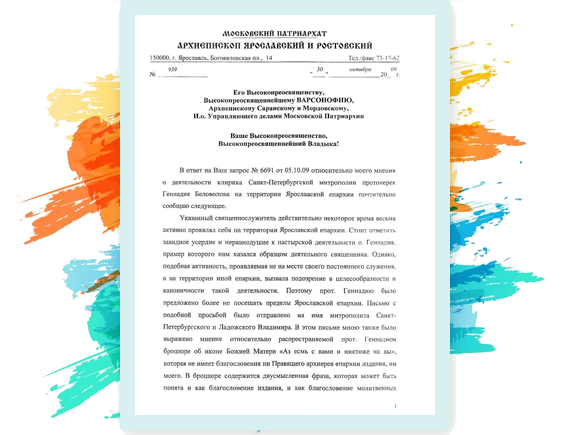 МОСКОВСКИЙ ПАТРИАРХАТ
АРХИЕПИСКОП ЯРОСЛАВСКИЙ И РОСТОВСКИЙ
150000, г. Ярославль, Богоявленская пл., 14 Тел./факс 73-17-62
№ 939 „ 30 „ октября 20 09 г.
Его Высокопреосвященству,
Высокопреосвященнейшему ВАРСОНОФИЮ,
Архиепископу Саранскому и Мордовскому,
И.о. Управляющего делами Московской Патриархии
Ваше Высокопреосвященство,
Высокопреосвященнейший Владыка!
В ответ на Ваш запрос № 6691 от 05.10.09 относительно моего мнения
о деятельности клирика Санкт-Петербургской митрополии протоиерея
Геннадия Беловолова на территории Ярославской епархии почтительно
сообщаю следующее.
Указанный священнослужитель действительно некоторое время весьма
активно проявлял себя на территории Ярославской епархии. Стоит отметить
завидное усердие и неравнодушие к пастырской деятельности о. Геннадия,
пример которого нам казался образцом деятельного священника. Однако,
подобная активность, проявляемая не на месте своего постоянного служения,
а на территории иной епархии, вызвала подозрение в целесообразности и
каноничности такой деятельности. Поэтому прот. Геннадию было
предложено более не посещать пределы Ярославской епархии. Письмо с
подобной просьбой было отправлено на имя митрополита Санкт-
Петербургского и Ладожского Владимира. В этом письме мною также было
выражено мнение относительно распространяемой прот. Геннадием
брошюре об иконе Божией Матери «Аз есмь с вами и никтоже на вы»,
которая не имеет благословения ни Правящего архиерея епархии издания, ни
моего. В брошюре содержится двусмысленная фраза, которая может быть
понята и как благословение издания, и как благословение молитвенных
1